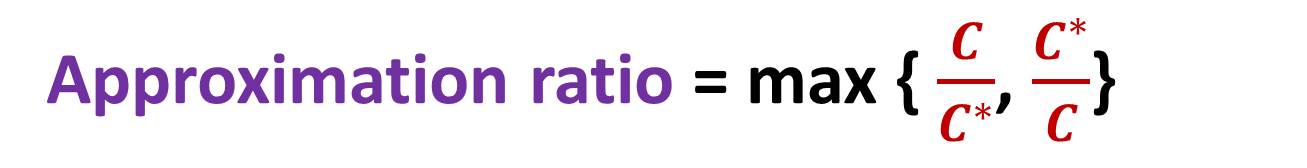 Approximation ratio = max { C/C*, C*/C }